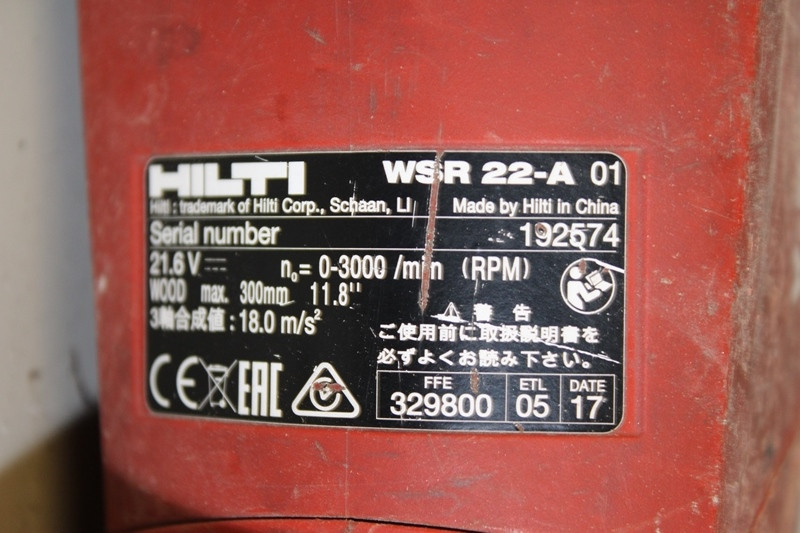 HILTI WSR 22-A 01
Hilti : trademark of Hilti Corp., Schaan, LI Made by Hilti in China
Serial number 192574
21.6 V n₀= 0-3000 /min (RPM)
WOOD max. 300mm 11.8"
3軸合成値 : 18.0 m/s²
警 告
ご使用前に取扱説明書を
必ずよくお読み下さい。
CE EAC
FFE ETL DATE
329800 05 17